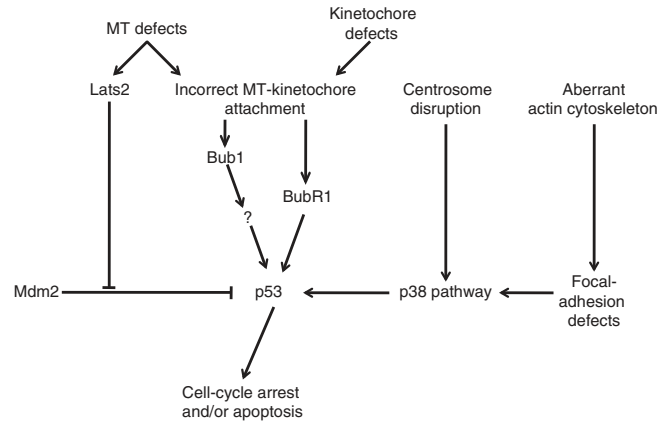 MT defects
Kinetochore
defects
Lats2
Incorrect MT-kinetochore
attachment
Centrosome
disruption
Aberrant
actin cytoskeleton
Bub1
BubR1
?
Mdm2
p53
p38 pathway
Focal-
adhesion
defects
Cell-cycle arrest
and/or apoptosis